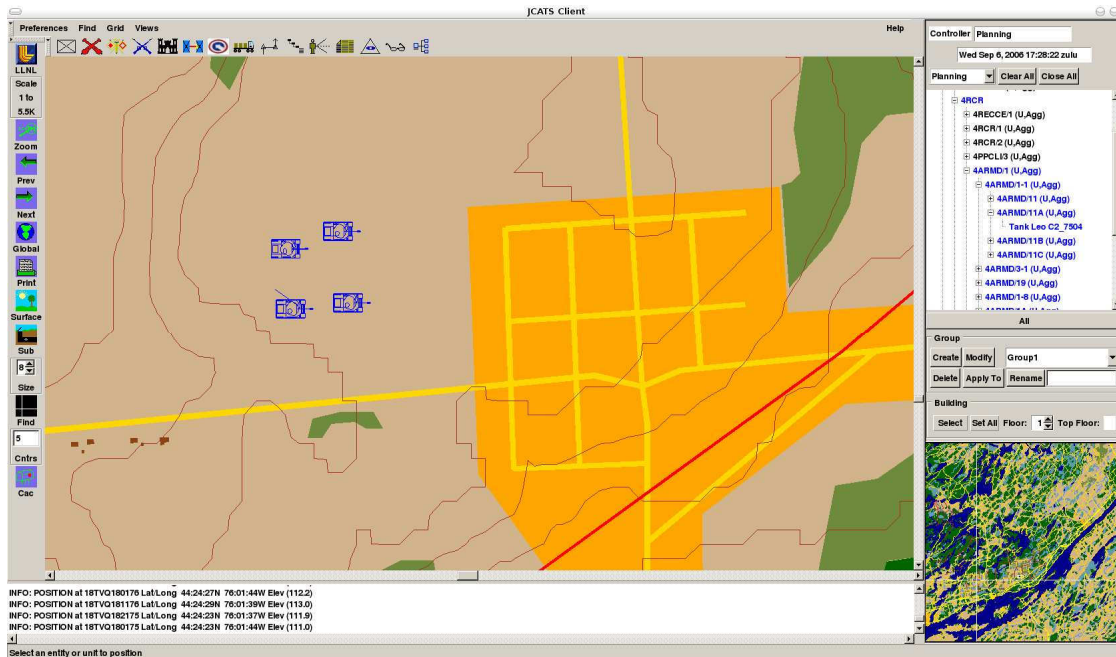 JCATS Client
Preferences Find Grid Views Help
LLNL
Scale
1 to
5.5K
Zoom
Prev
Next
Global
Print
Surface
Sub
8
Size
Find
5
Cntrs
Cac
Controller Planning
Wed Sep 6, 2006 17:28:22 zulu
Planning Clear All Close All
4RCR
4RECCE/1 (U,Agg)
4RCR/1 (U,Agg)
4RCR/2 (U,Agg)
4PPCLI/3 (U,Agg)
4ARMD/1 (U,Agg)
4ARMD/1-1 (U,Agg)
4ARMD/11 (U,Agg)
4ARMD/11A (U,Agg)
Tank Leo C2_7504
4ARMD/11B (U,Agg)
4ARMD/11C (U,Agg)
4ARMD/3-1 (U,Agg)
4ARMD/19 (U,Agg)
4ARMD/1-8 (U,Agg)
All
Group
Create Modify Group1
Delete Apply To Rename
Building
Select Set All Floor: 1 Top Floor:
INFO: POSITION at 18TVQ180176 Lat/Long 44:24:27N 76:01:44W Elev (112.2)
INFO: POSITION at 18TVQ181176 Lat/Long 44:24:29N 76:01:39W Elev (113.0)
INFO: POSITION at 18TVQ182175 Lat/Long 44:24:23N 76:01:37W Elev (111.9)
INFO: POSITION at 18TVQ180175 Lat/Long 44:24:23N 76:01:44W Elev (111.0)
Select an entity or unit to position